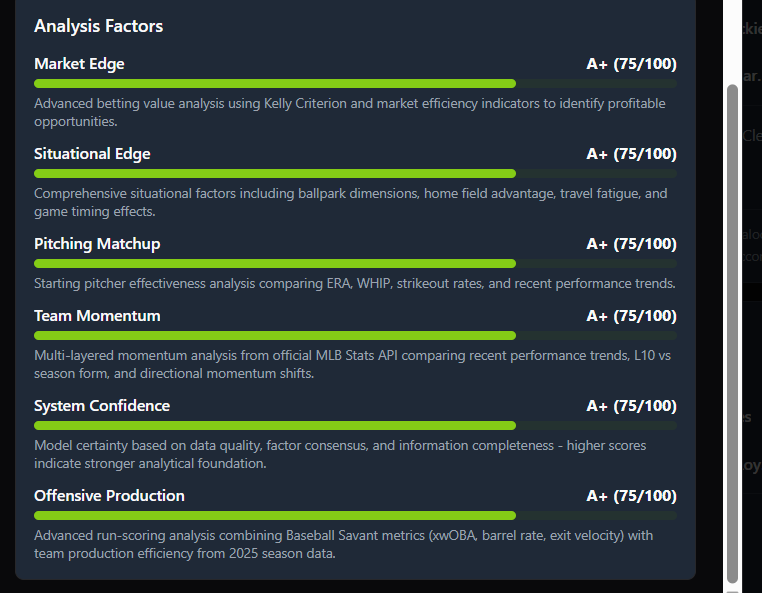 Analysis Factors
Market Edge A+ (75/100)
Advanced betting value analysis using Kelly Criterion and market efficiency indicators to identify profitable
opportunities.
Situational Edge A+ (75/100)
Comprehensive situational factors including ballpark dimensions, home field advantage, travel fatigue, and
game timing effects.
Pitching Matchup A+ (75/100)
Starting pitcher effectiveness analysis comparing ERA, WHIP, strikeout rates, and recent performance trends.
Team Momentum A+ (75/100)
Multi-layered momentum analysis from official MLB Stats API comparing recent performance trends, L10 vs
season form, and directional momentum shifts.
System Confidence A+ (75/100)
Model certainty based on data quality, factor consensus, and information completeness - higher scores
indicate stronger analytical foundation.
Offensive Production A+ (75/100)
Advanced run-scoring analysis combining Baseball Savant metrics (xwOBA, barrel rate, exit velocity) with
team production efficiency from 2025 season data.